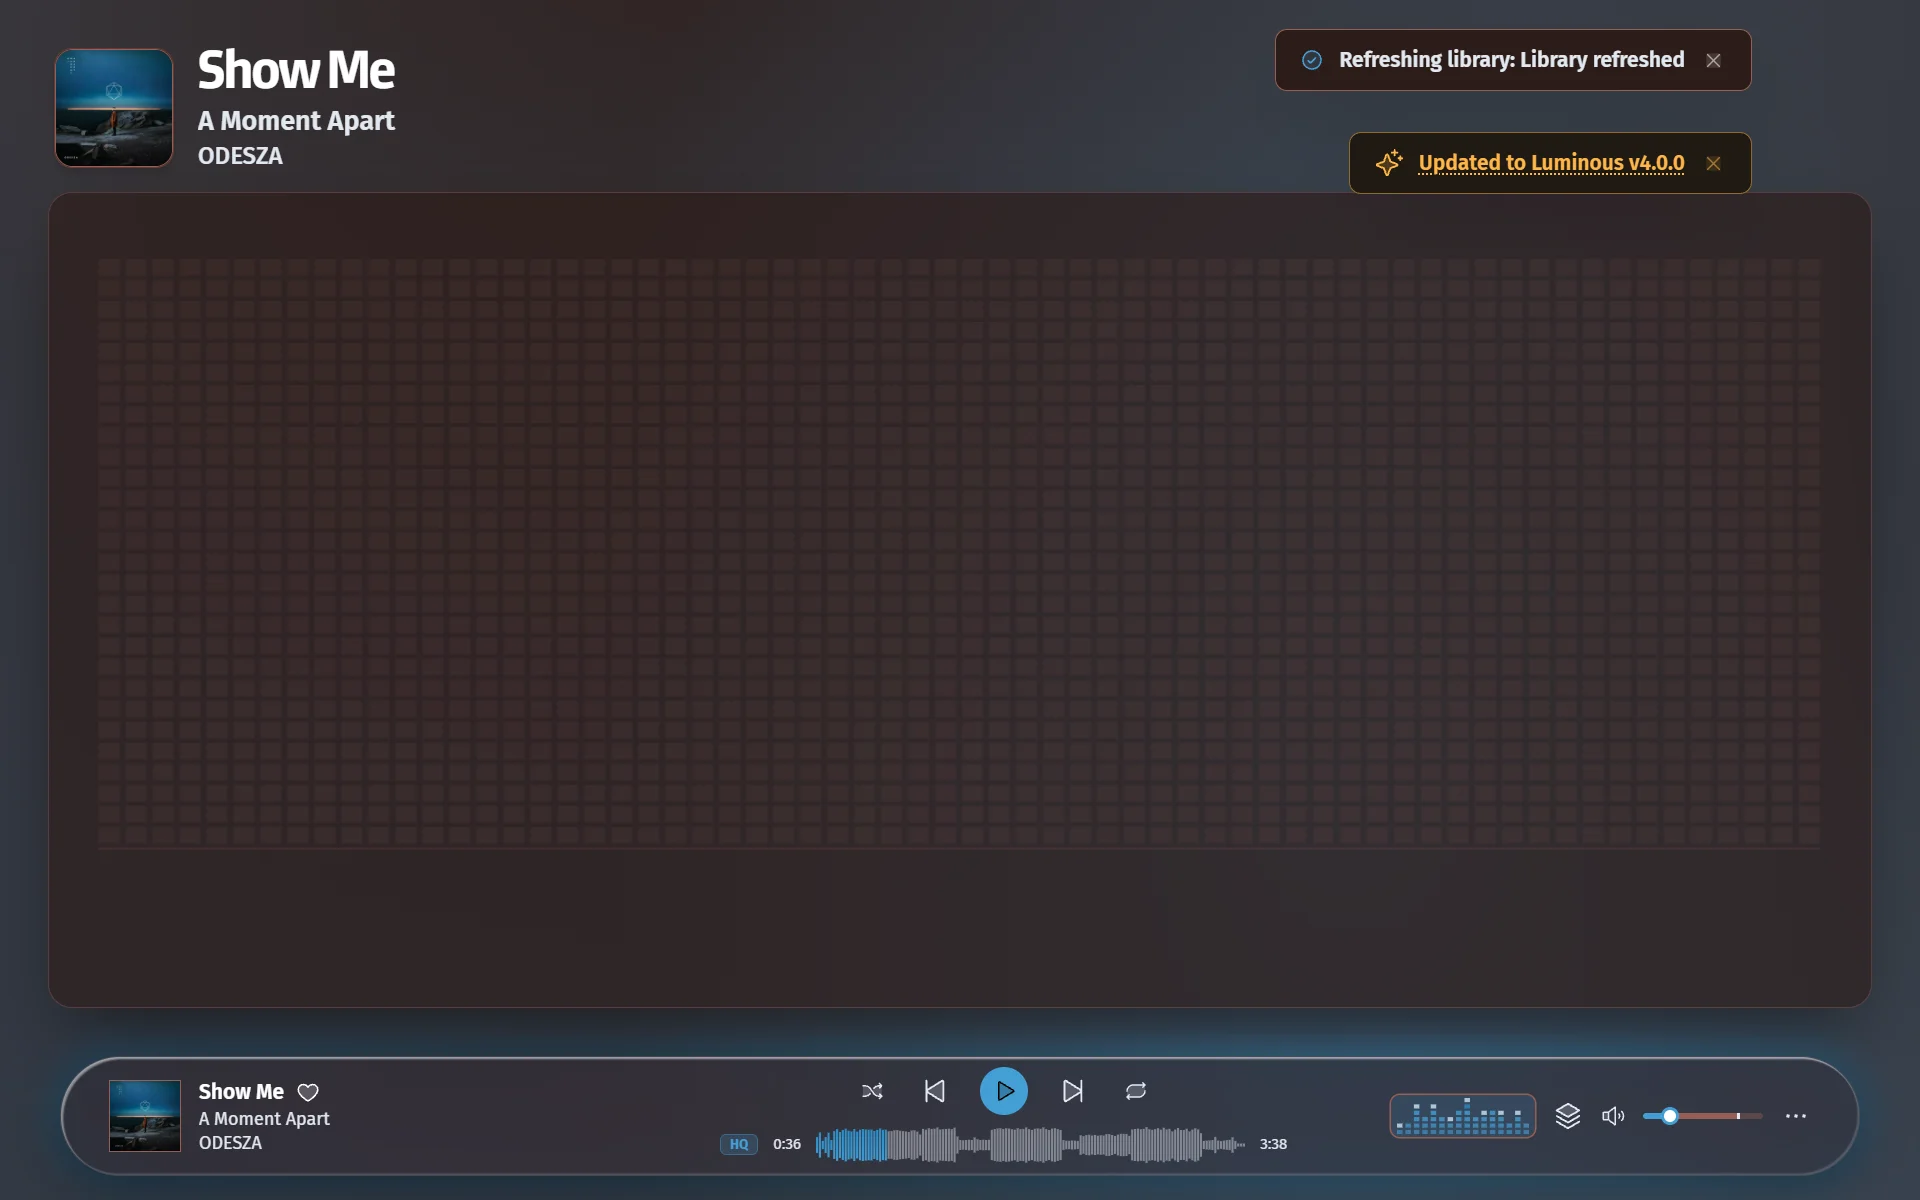 Show Me
A Moment Apart
ODESZA
Refreshing library: Library refreshed
Updated to Luminous v4.0.0
Show Me
A Moment Apart
ODESZA
HQ 0:36 3:38